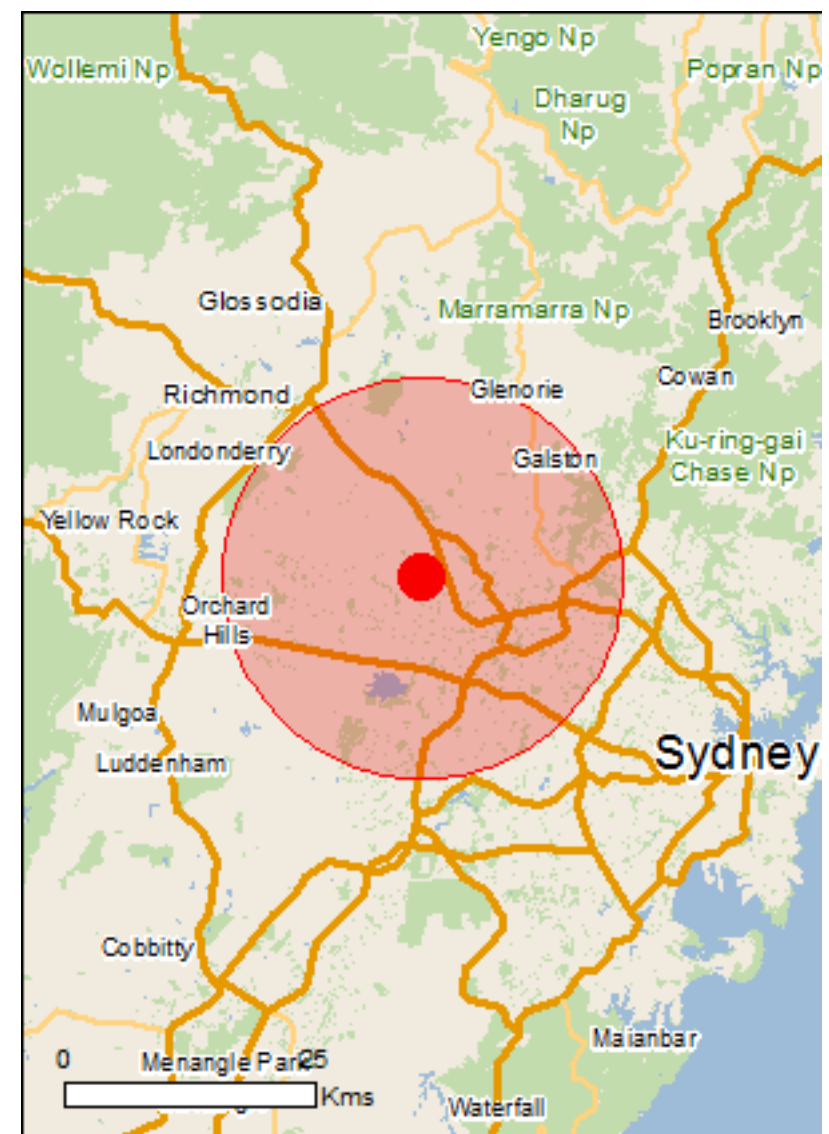 Yengo Np
Wollemi Np
Popran Np
Dharug
Np
Glossodia
Marramarra Np
Brooklyn
Cowan
Richmond
Glenorie
Londonderry
Galston
Ku-ring-gai
Chase Np
Yellow Rock
Orchard
Hills
Mulgoa
Sydney
Luddenham
Cobbitty
Maianbar
0
Menangle Park
25
Kms
Waterfall